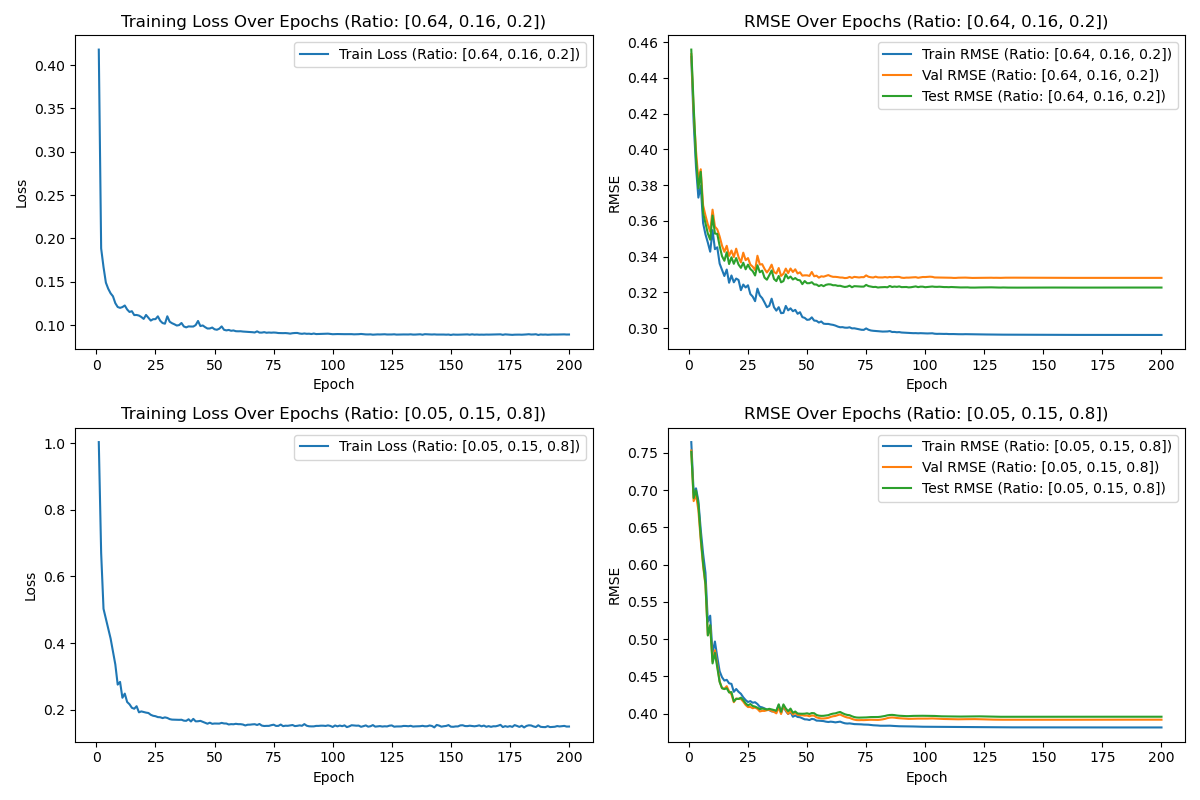 Training Loss Over Epochs (Ratio: [0.64, 0.16, 0.2])
Train Loss (Ratio: [0.64, 0.16, 0.2])
0.40
0.35
0.30
0.25
0.20
0.15
0.10
Loss
0 25 50 75 100 125 150 175 200
Epoch
RMSE Over Epochs (Ratio: [0.64, 0.16, 0.2])
Train RMSE (Ratio: [0.64, 0.16, 0.2])
Val RMSE (Ratio: [0.64, 0.16, 0.2])
Test RMSE (Ratio: [0.64, 0.16, 0.2])
0.46
0.44
0.42
0.40
0.38
0.36
0.34
0.32
0.30
RMSE
0 25 50 75 100 125 150 175 200
Epoch
Training Loss Over Epochs (Ratio: [0.05, 0.15, 0.8])
Train Loss (Ratio: [0.05, 0.15, 0.8])
1.0
0.8
0.6
0.4
0.2
Loss
0 25 50 75 100 125 150 175 200
Epoch
RMSE Over Epochs (Ratio: [0.05, 0.15, 0.8])
Train RMSE (Ratio: [0.05, 0.15, 0.8])
Val RMSE (Ratio: [0.05, 0.15, 0.8])
Test RMSE (Ratio: [0.05, 0.15, 0.8])
0.75
0.70
0.65
0.60
0.55
0.50
0.45
0.40
RMSE
0 25 50 75 100 125 150 175 200
Epoch